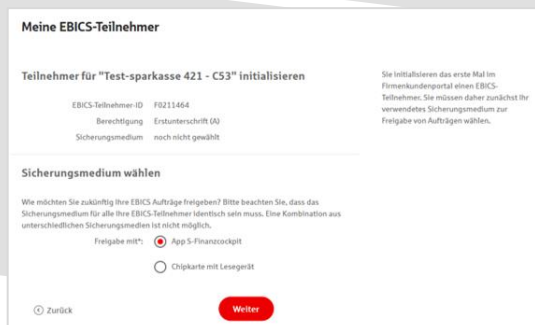 Meine EBICS-Teilnehmer
Teilnehmer für "Test-sparkasse 421 - C53" initialisieren
EBICS-Teilnehmer-ID F0211464
Berechtigung Erstunterschrift (A)
Sicherungsmedium noch nicht gewählt
Sie initialisieren das erste Mal im
Firmenkundenportal einen EBICS-
Teilnehmer. Sie müssen daher zunächst Ihr
verwendetes Sicherungsmedium zur
Freigabe von Aufträgen wählen.
Sicherungsmedium wählen
Wie möchten Sie zukünftig Ihre EBICS Aufträge freigeben? Bitte beachten Sie, dass das
Sicherungsmedium für alle Ihre EBICS-Teilnehmer identisch sein muss. Eine Kombination aus
unterschiedlichen Sicherungsmedien ist nicht möglich.
Freigabe mit*: App S-Finanzcockpit
Chipkarte mit Lesegerät
Zurück
Weiter